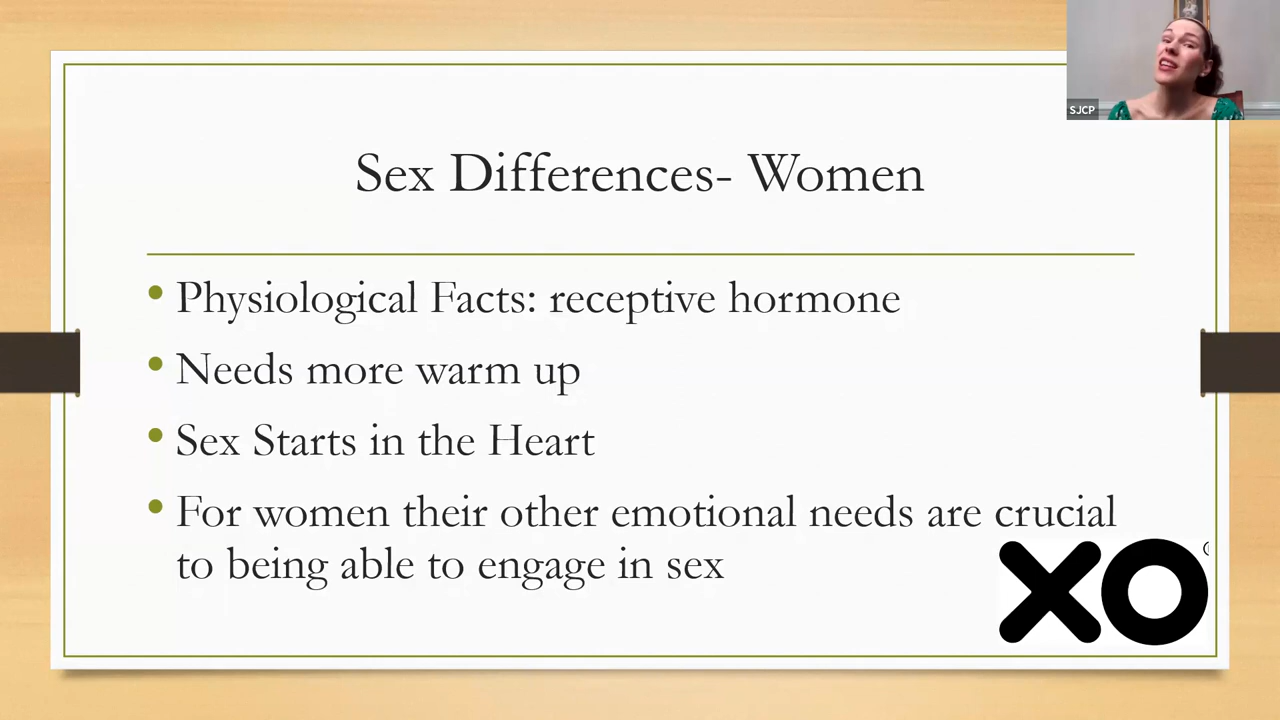 SJCP
Sex Differences- Women
• Physiological Facts: receptive hormone
• Needs more warm up
• Sex Starts in the Heart
• For women their other emotional needs are crucial
to being able to engage in sex
XO®